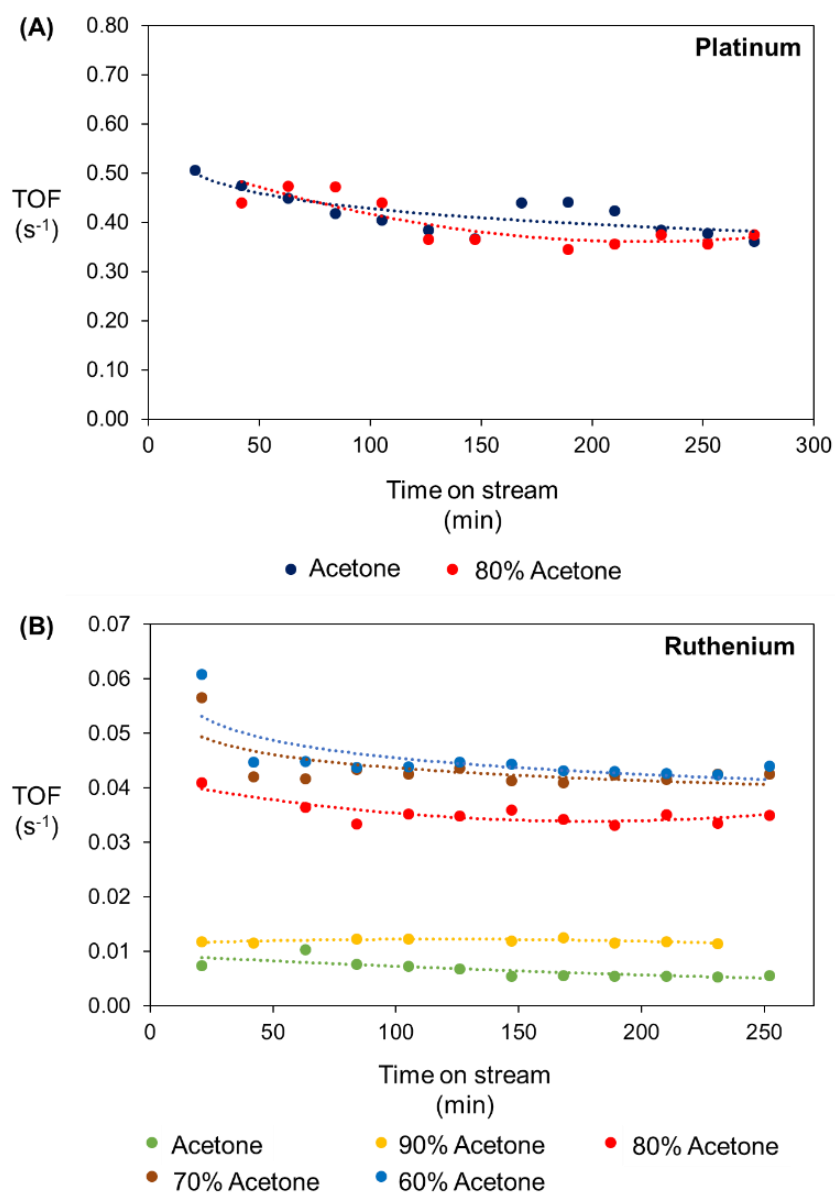 (A)
Platinum
0.80
0.70
0.60
0.50
0.40
0.30
0.20
0.10
0.00
TOF
(s⁻¹)
0 50 100 150 200 250 300
Time on stream
(min)
Acetone 80% Acetone
(B)
Ruthenium
0.07
0.06
0.05
0.04
0.03
0.02
0.01
0.00
TOF
(s⁻¹)
0 50 100 150 200 250
Time on stream
(min)
Acetone 90% Acetone 80% Acetone
70% Acetone 60% Acetone